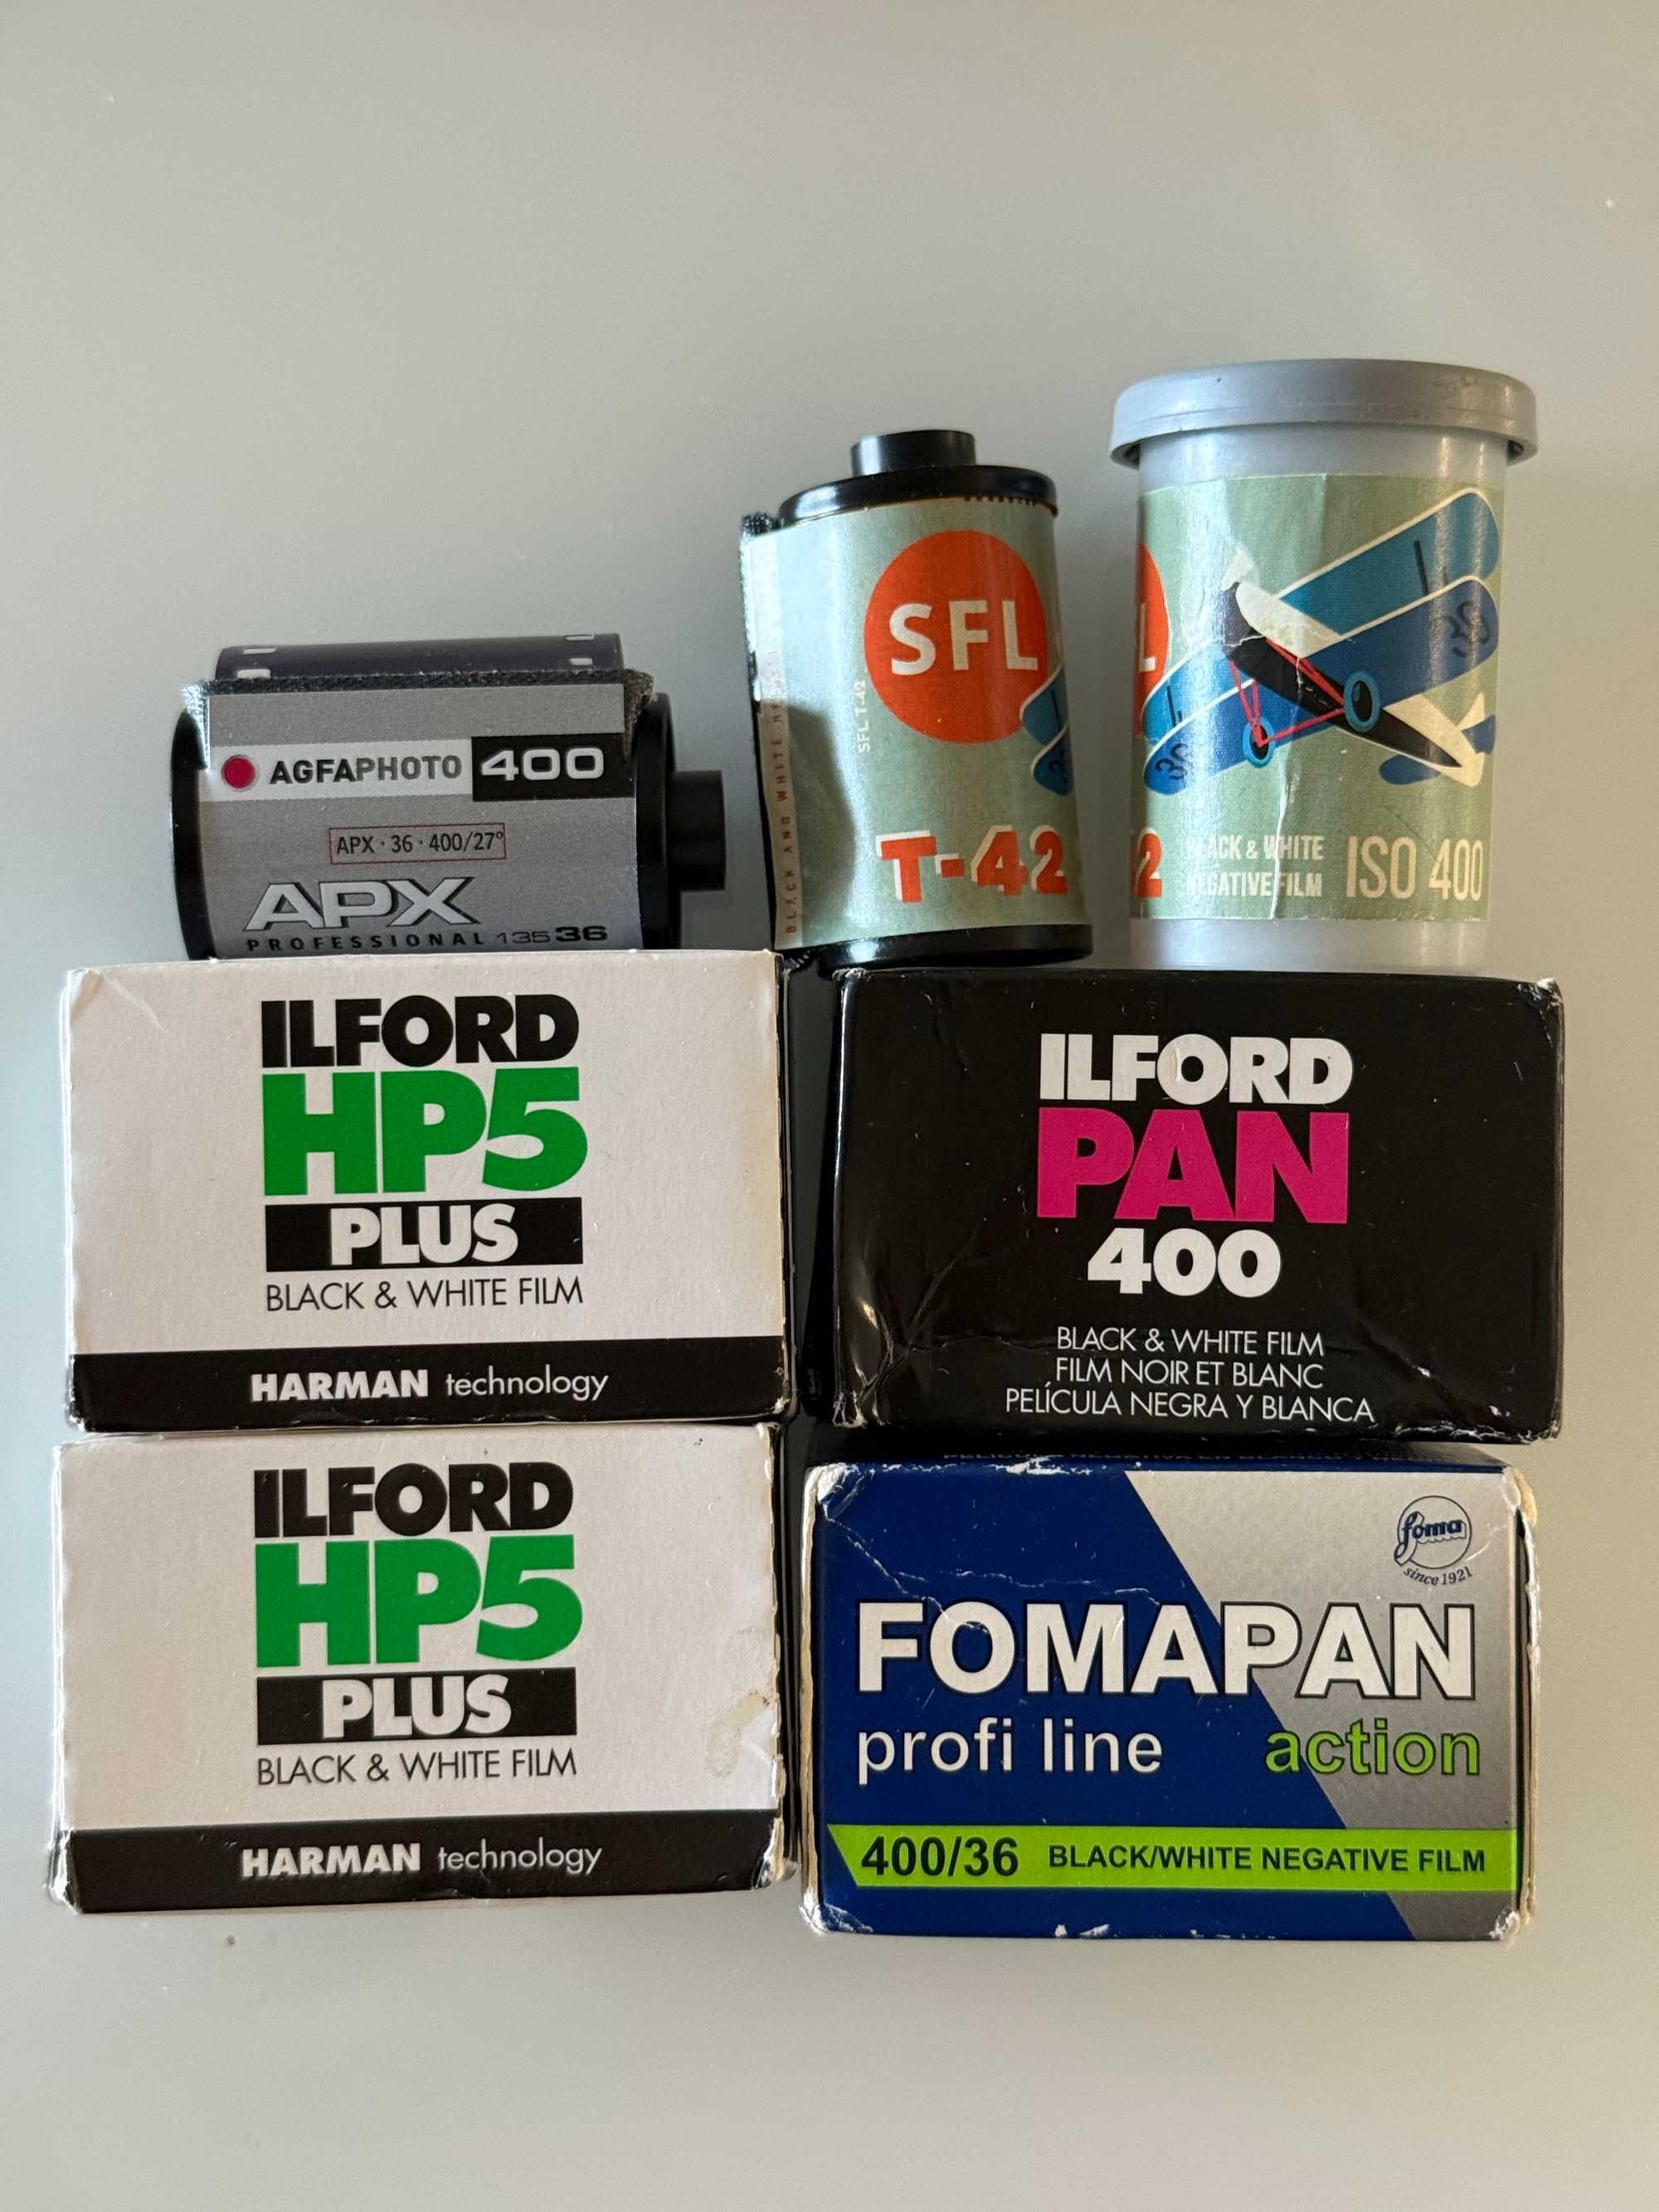 AGFAPHOTO 400
APX · 36 · 400/27°
APX
PROFESSIONAL 135 36
SFL
SFL T-42
BLACK AND WHITE
T-42
L
2
BLACK & WHITE
NEGATIVE FILM
ISO 400
ILFORD
HP5
PLUS
BLACK & WHITE FILM
HARMAN technology
ILFORD
PAN
400
BLACK & WHITE FILM
FILM NOIR ET BLANC
PELÍCULA NEGRA Y BLANCA
ILFORD
HP5
PLUS
BLACK & WHITE FILM
HARMAN technology
foma
since 1921
FOMAPAN
profi line action
400/36 BLACK/WHITE NEGATIVE FILM